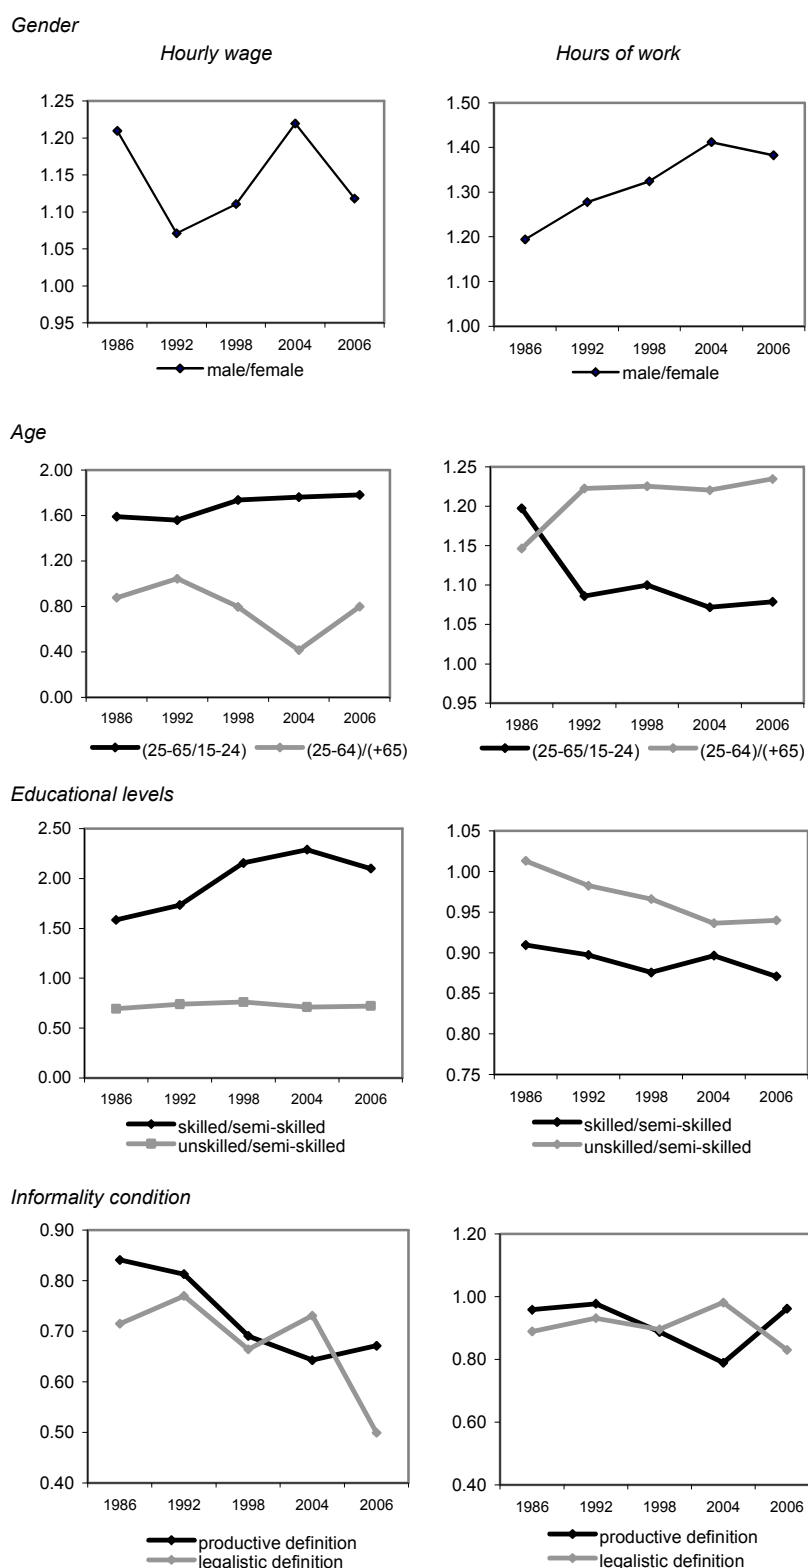 Gender
Hourly wage
Hours of work
1.25
1.20
1.15
1.10
1.05
1.00
0.95
1986 1992 1998 2004 2006
male/female
1.50
1.40
1.30
1.20
1.10
1.00
1986 1992 1998 2004 2006
male/female
Age
2.00
1.60
1.20
0.80
0.40
0.00
1986 1992 1998 2004 2006
(25-65/15-24) (25-64)/(+65)
1.25
1.20
1.15
1.10
1.05
1.00
0.95
1986 1992 1998 2004 2006
(25-65/15-24) (25-64)/(+65)
Educational levels
2.50
2.00
1.50
1.00
0.50
0.00
1986 1992 1998 2004 2006
skilled/semi-skilled
unskilled/semi-skilled
1.05
1.00
0.95
0.90
0.85
0.80
0.75
1986 1992 1998 2004 2006
skilled/semi-skilled
unskilled/semi-skilled
Informality condition
0.90
0.80
0.70
0.60
0.50
0.40
1986 1992 1998 2004 2006
productive definition
legalistic definition
1.20
1.00
0.80
0.60
0.40
1986 1992 1998 2004 2006
productive definition
legalistic definition